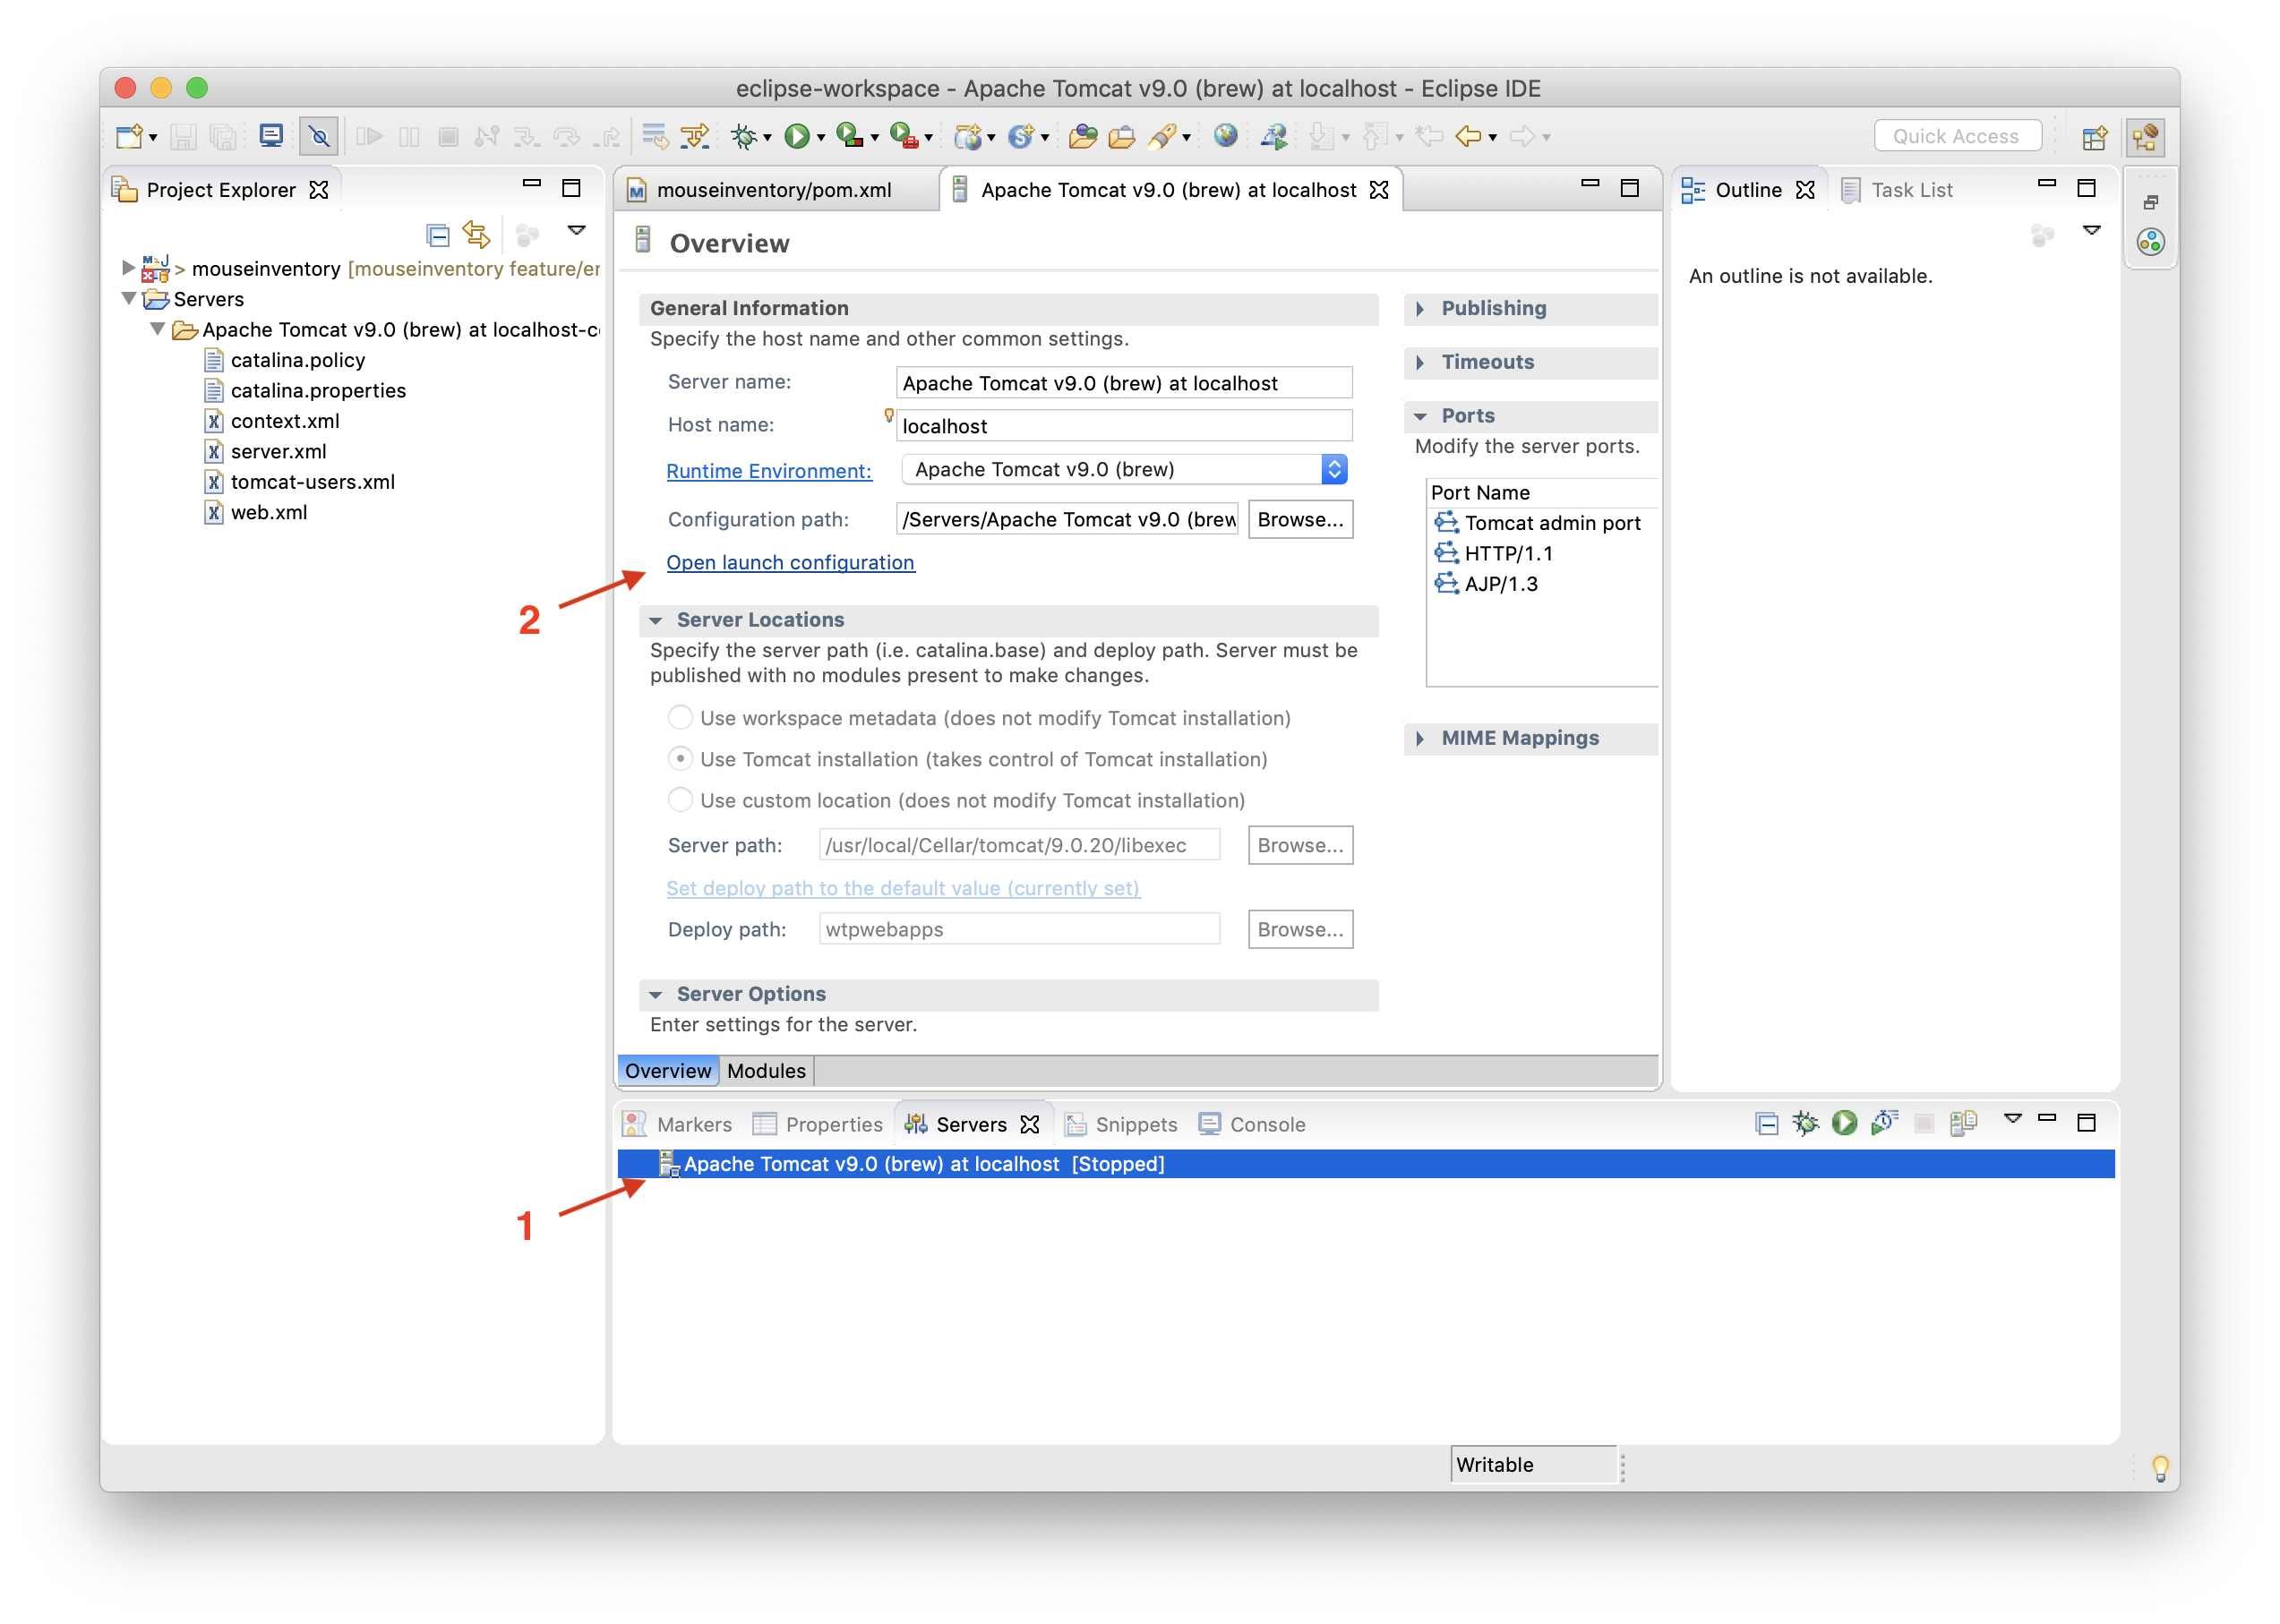 eclipse-workspace - Apache Tomcat v9.0 (brew) at localhost - Eclipse IDE
Quick Access
Project Explorer
> mouseinventory [mouseinventory feature/er
Servers
Apache Tomcat v9.0 (brew) at localhost-c
catalina.policy
catalina.properties
context.xml
server.xml
tomcat-users.xml
web.xml
mouseinventory/pom.xml
Apache Tomcat v9.0 (brew) at localhost
Overview
General Information
Specify the host name and other common settings.
Server name: Apache Tomcat v9.0 (brew) at localhost
Host name: localhost
Runtime Environment: Apache Tomcat v9.0 (brew)
Configuration path: /Servers/Apache Tomcat v9.0 (brew Browse...
Open launch configuration
2
Server Locations
Specify the server path (i.e. catalina.base) and deploy path. Server must be
published with no modules present to make changes.
Use workspace metadata (does not modify Tomcat installation)
Use Tomcat installation (takes control of Tomcat installation)
Use custom location (does not modify Tomcat installation)
Server path: /usr/local/Cellar/tomcat/9.0.20/libexec Browse...
Set deploy path to the default value (currently set)
Deploy path: wtpwebapps Browse...
Server Options
Enter settings for the server.
Publishing
Timeouts
Ports
Modify the server ports.
Port Name
Tomcat admin port
HTTP/1.1
AJP/1.3
MIME Mappings
Overview Modules
Outline Task List
An outline is not available.
Markers Properties Servers Snippets Console
Apache Tomcat v9.0 (brew) at localhost [Stopped]
1
Writable